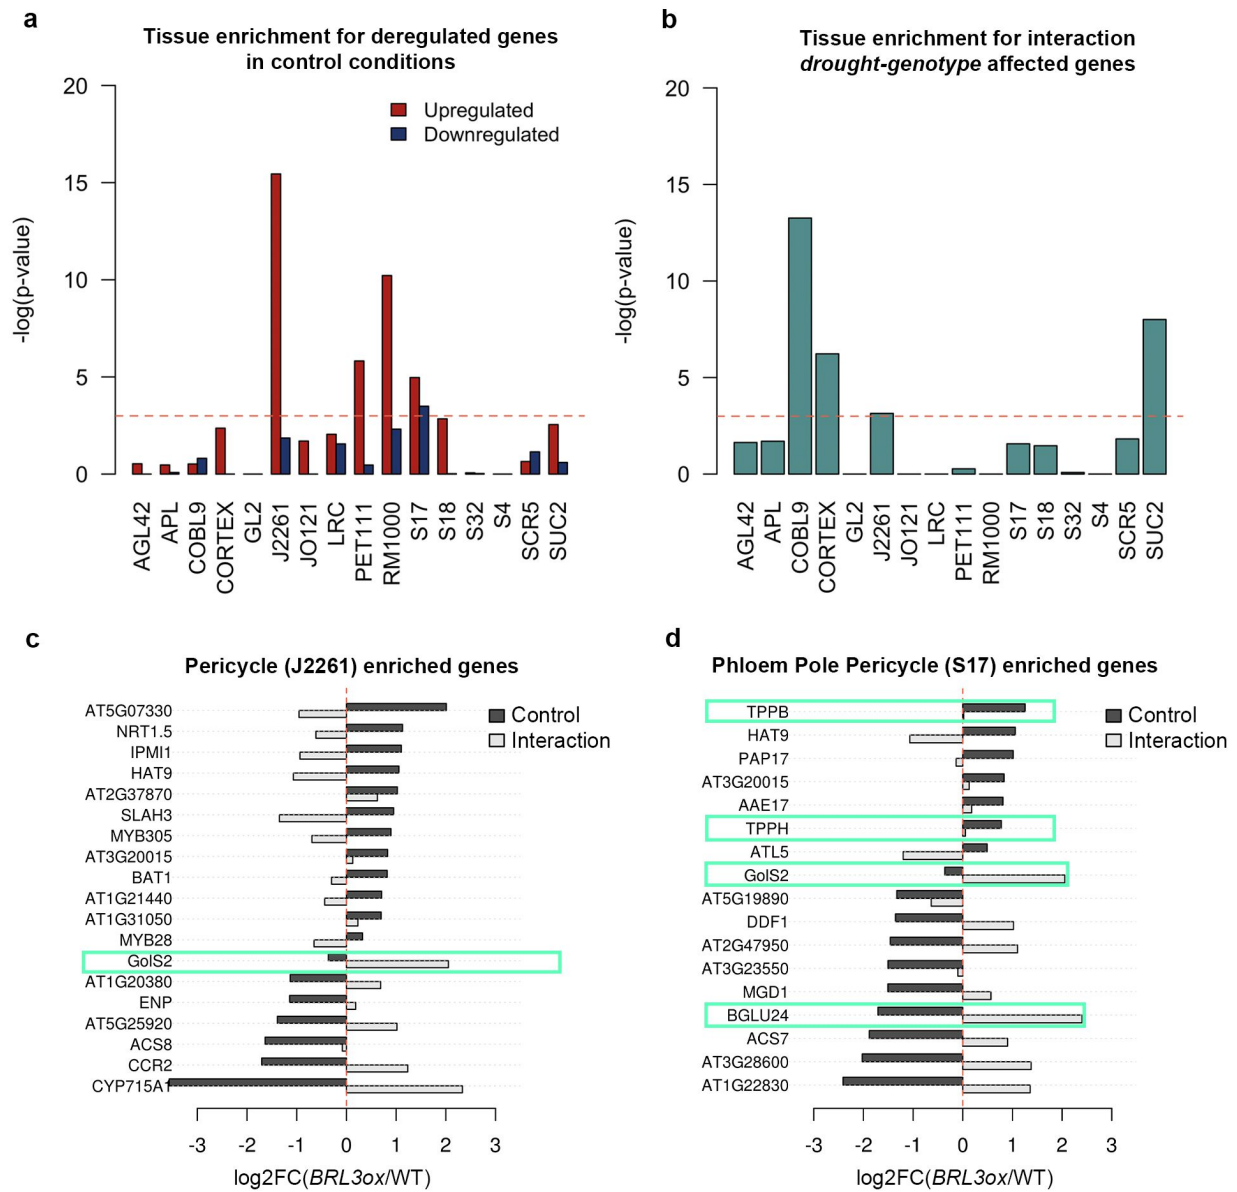 a
Tissue enrichment for deregulated genes
in control conditions
20
15
10
5
0
-log(p-value)
Upregulated
Downregulated
AGL42
APL
COBL9
CORTEX
GL2
J2261
JO121
LRC
PET111
RM1000
S17
S18
S32
S4
SCR5
SUC2
b
Tissue enrichment for interaction
drought-genotype affected genes
20
15
10
5
0
-log(p-value)
AGL42
APL
COBL9
CORTEX
GL2
J2261
JO121
LRC
PET111
RM1000
S17
S18
S32
S4
SCR5
SUC2
c
Pericycle (J2261) enriched genes
Control
Interaction
AT5G07330
NRT1.5
IPMI1
HAT9
AT2G37870
SLAH3
MYB305
AT3G20015
BAT1
AT1G21440
AT1G31050
MYB28
GolS2
AT1G20380
ENP
AT5G25920
ACS8
CCR2
CYP715A1
-3 -2 -1 0 1 2 3
log2FC(BRL3ox/WT)
d
Phloem Pole Pericycle (S17) enriched genes
Control
Interaction
TPPB
HAT9
PAP17
AT3G20015
AAE17
TPPH
ATL5
GolS2
AT5G19890
DDF1
AT2G47950
AT3G23550
MGD1
BGLU24
ACS7
AT3G28600
AT1G22830
-3 -2 -1 0 1 2 3
log2FC(BRL3ox/WT)